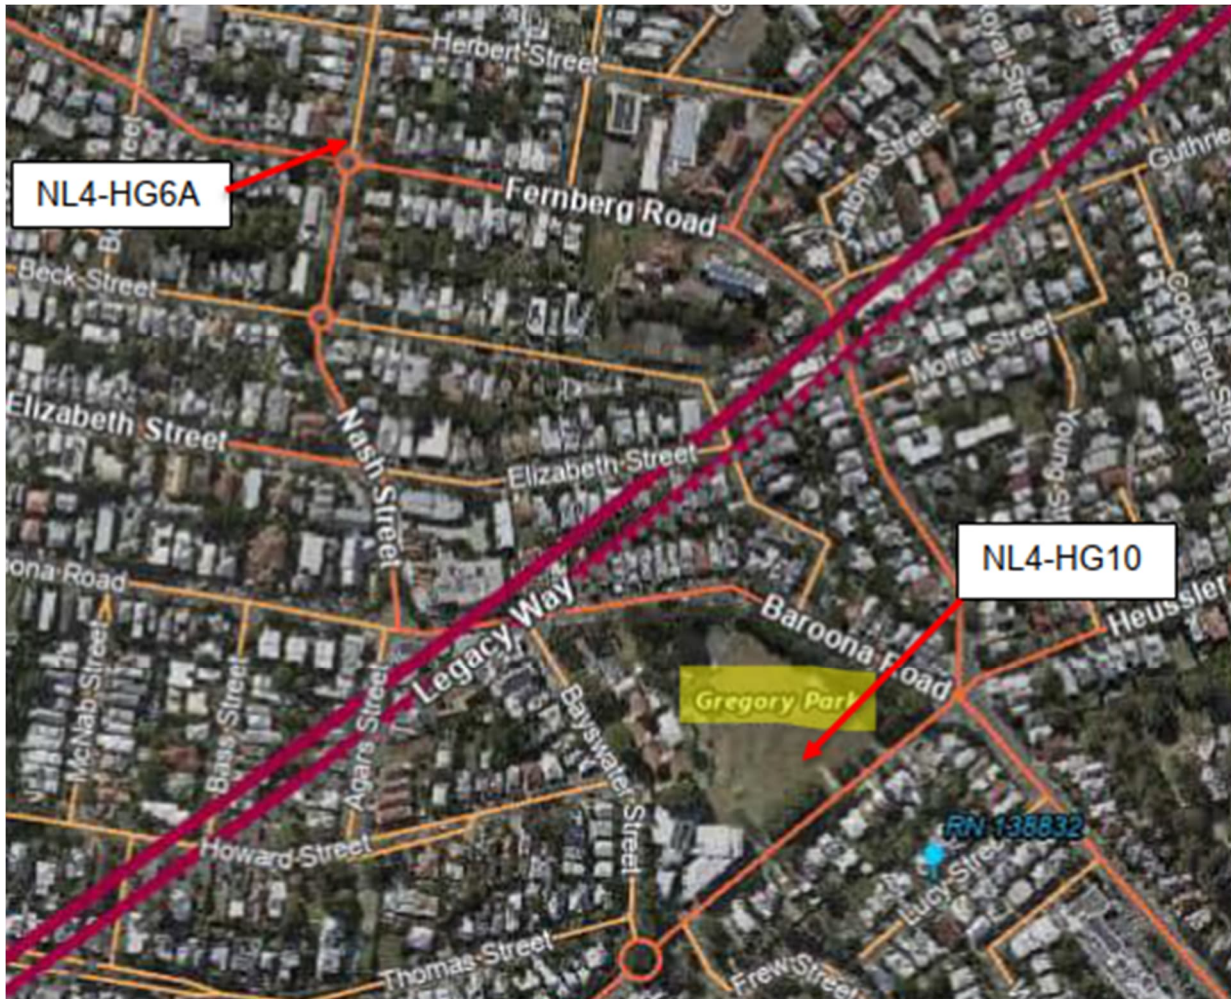 Herbert Street
Royal Street
NL4-HG6A
Fernberg Road
Latona Street
Guthrie
Beck Street
Copeland
Moffat Street
Elizabeth Street
Nash Street
Elizabeth Street
Young
NL4-HG10
Road
Legacy Way
Baroona Road
Heussler
McNab Street
Bass Street
Agars Street
Bayswater Street
Gregory Park
RN 138832
Howard Street
Lucy Street
Thomas Street
Frew Street